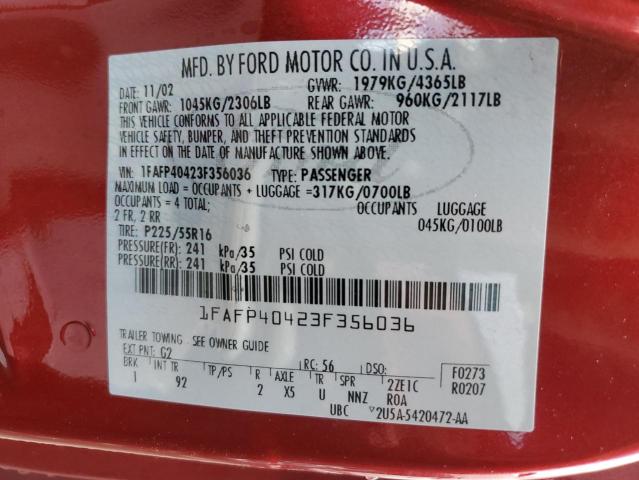 MFD. BY FORD MOTOR CO. IN U.S.A.
11/02 GVWR: 1979KG/4365LB
FRONT GAWR: 1045KG/2306LB REAR GAWR: 960KG/2117LB
THIS VEHICLE CONFORMS TO ALL APPLICABLE FEDERAL MOTOR
VEHICLE SAFETY, BUMPER, AND THEFT PREVENTION STANDARDS
IN EFFECT ON THE DATE OF MANUFACTURE SHOWN ABOVE.
VIN: 1FAFP40423F356036 TYPE: PASSENGER
MAXIMUM LOAD = OCCUPANTS + LUGGAGE =317KG/0700LB
OCCUPANTS = 4 TOTAL; OCCUPANTS LUGGAGE
2 FR, 2 RR 045KG/0100LB
TIRE: P225/55R16
PRESSURE(FR): 241 kPa/35 PSI COLD
PRESSURE(RR): 241 kPa/35 PSI COLD
1FAFP40423F356036
TRAILER TOWING: SEE OWNER GUIDE
EXT PNT: G2 RC: 56 DSO: F0273
BRK INT TR TP/PS R AXLE TR SPR 2ZE1C R0207
1 92 2 X5 U NNZ ROA
UBC 2U5A-5420472-AA